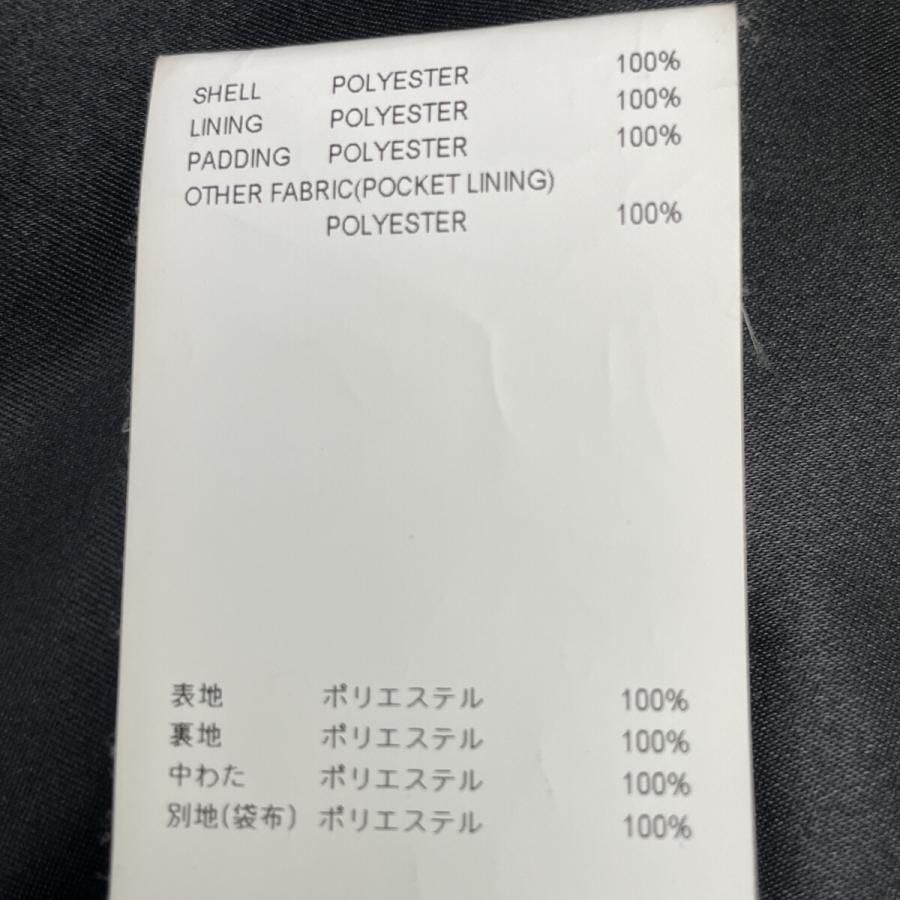 SHELL POLYESTER 100%
LINING POLYESTER 100%
PADDING POLYESTER 100%
OTHER FABRIC(POCKET LINING)
POLYESTER 100%
表地 ポリエステル 100%
裏地 ポリエステル 100%
中わた ポリエステル 100%
別地(袋布) ポリエステル 100%